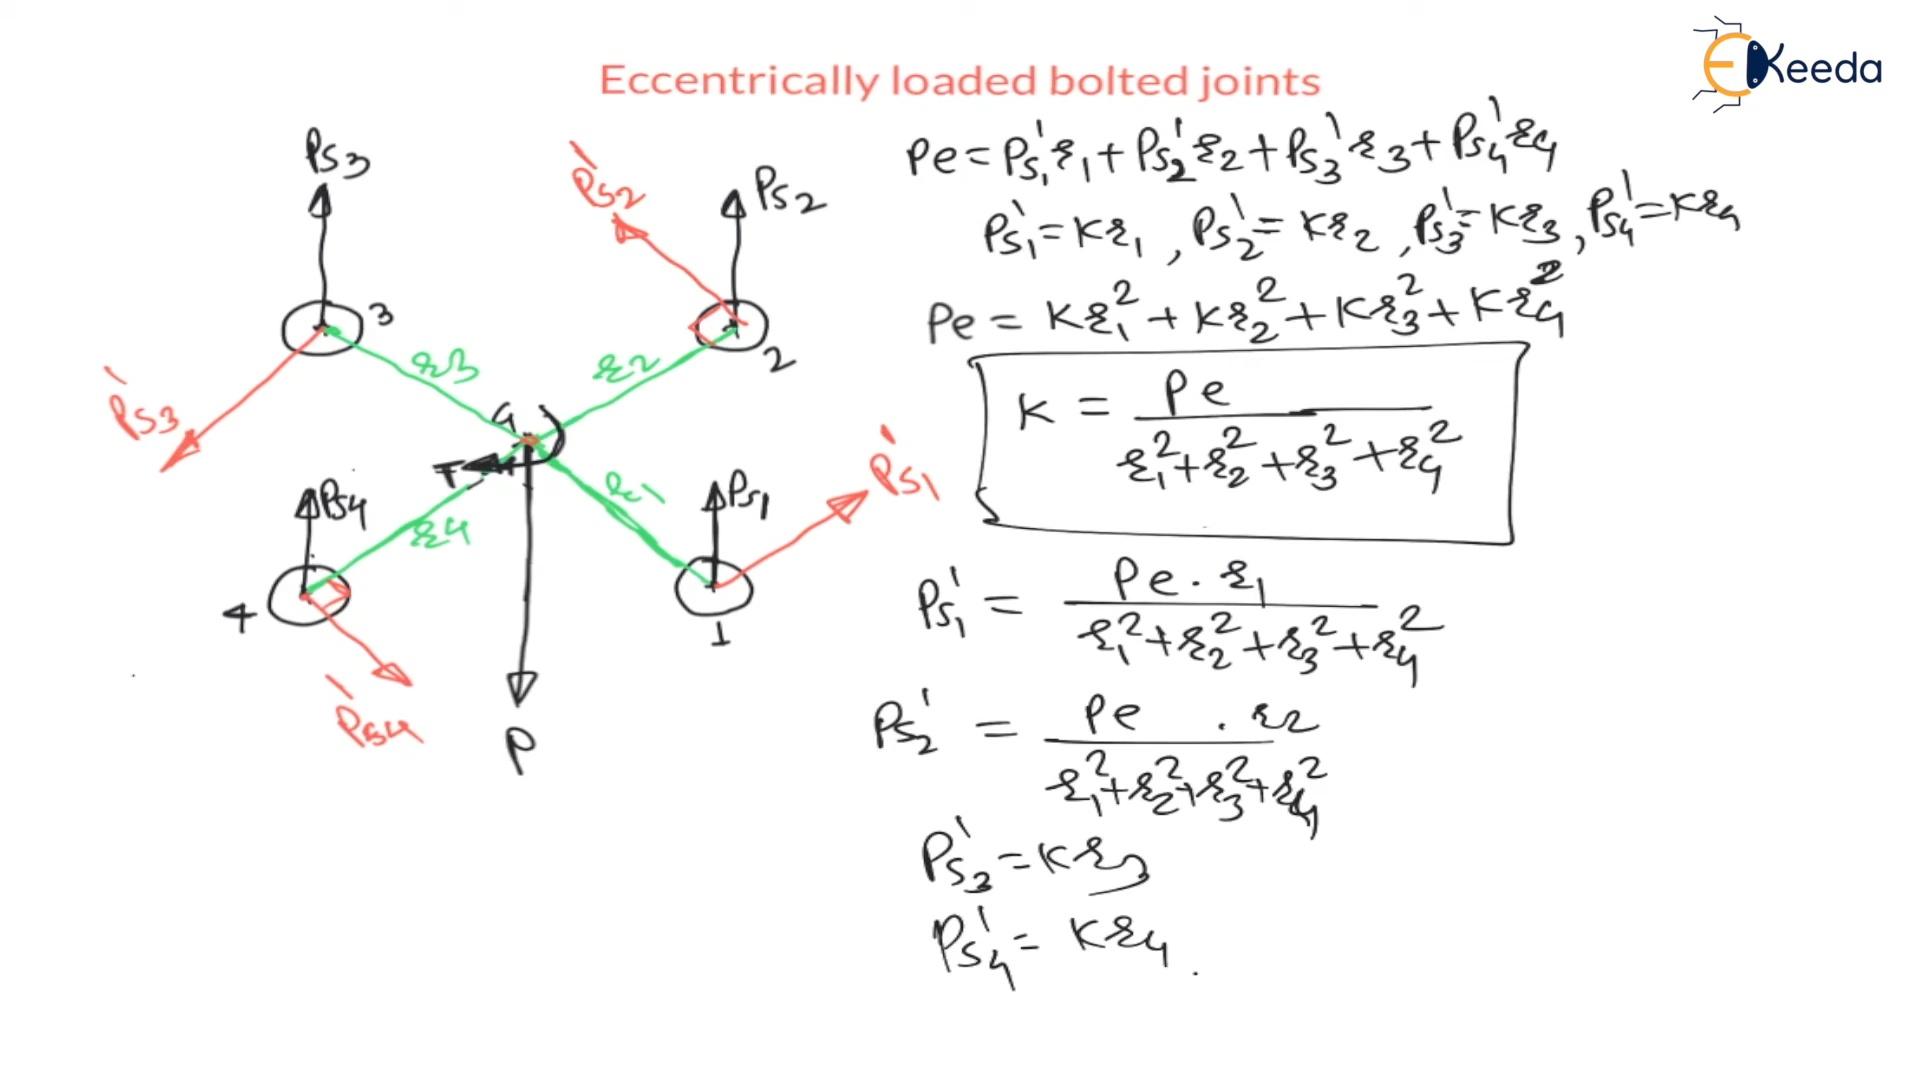 EKeeda
Eccentrically loaded bolted joints
Pe = Ps₁' r₁ + Ps₂' r₂ + Ps₃' r₃ + Ps₄' r₄
Ps₁' = Kr₁ , Ps₂' = Kr₂ , Ps₃' = Kr₃ , Ps₄' = Kr₄
Pe = Kr₁² + Kr₂² + Kr₃² + Kr₄²
K = Pe / r₁² + r₂² + r₃² + r₄²
Ps₁' = Pe . r₁ / r₁² + r₂² + r₃² + r₄²
Ps₂' = Pe . r₂ / r₁² + r₂² + r₃² + r₄²
Ps₃' = Kr₃
Ps₄' = Kr₄ .
Ps₃
Ps₂'
Ps₂
3
2
r₃
r₂
Ps₃'
G
Ps₁'
Ps₄
r₄
r₁
Ps₁
4
1
Ps₄'
P